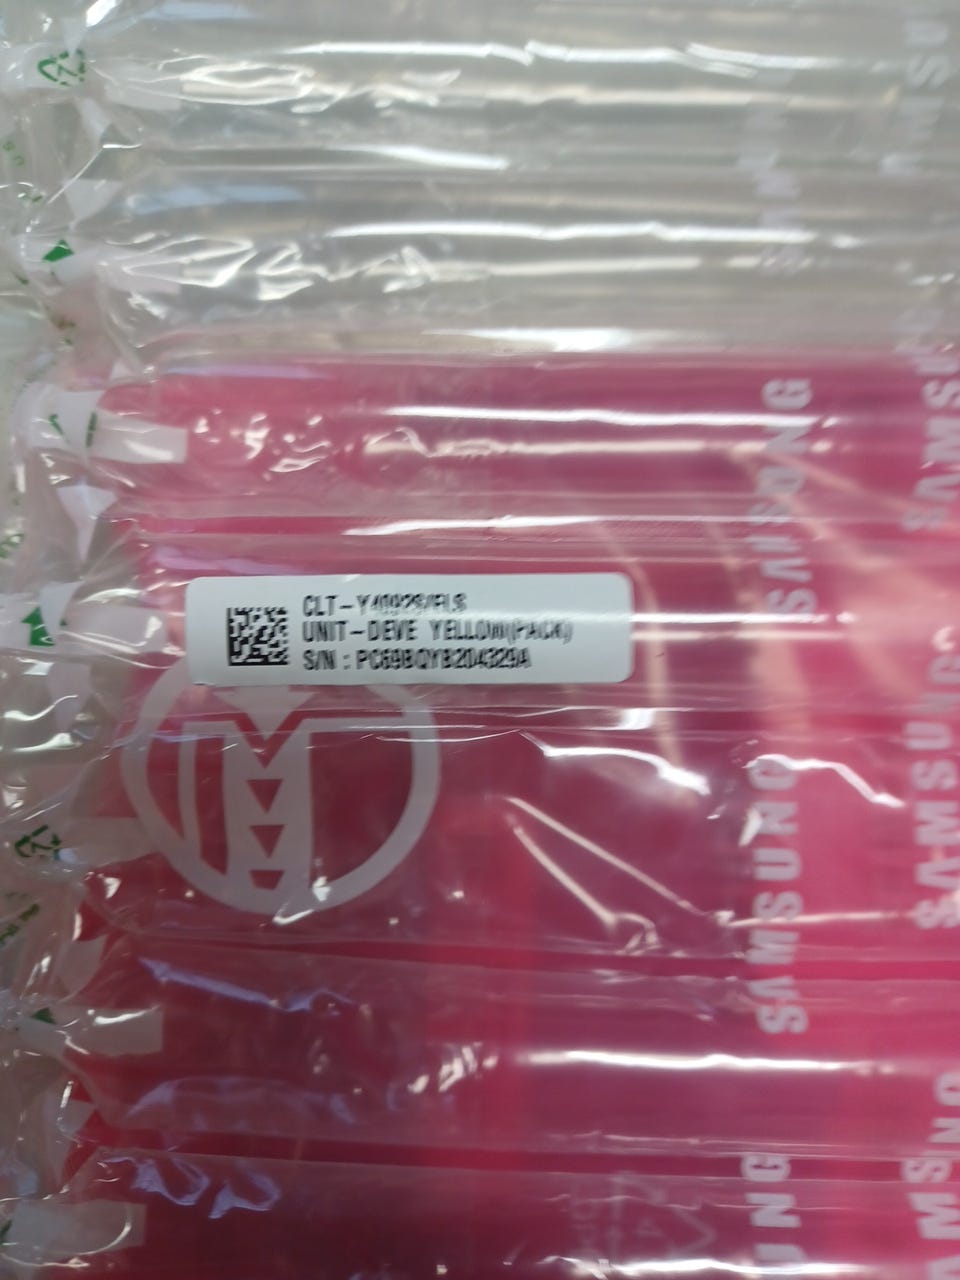 CLT-Y4092S/ELS
UNIT-DEVE YELLOW(PACK)
S/N : PC69BQYB204329A
SAMSUNG
SAMSUNG
SAMSUNG
SAMSUNG